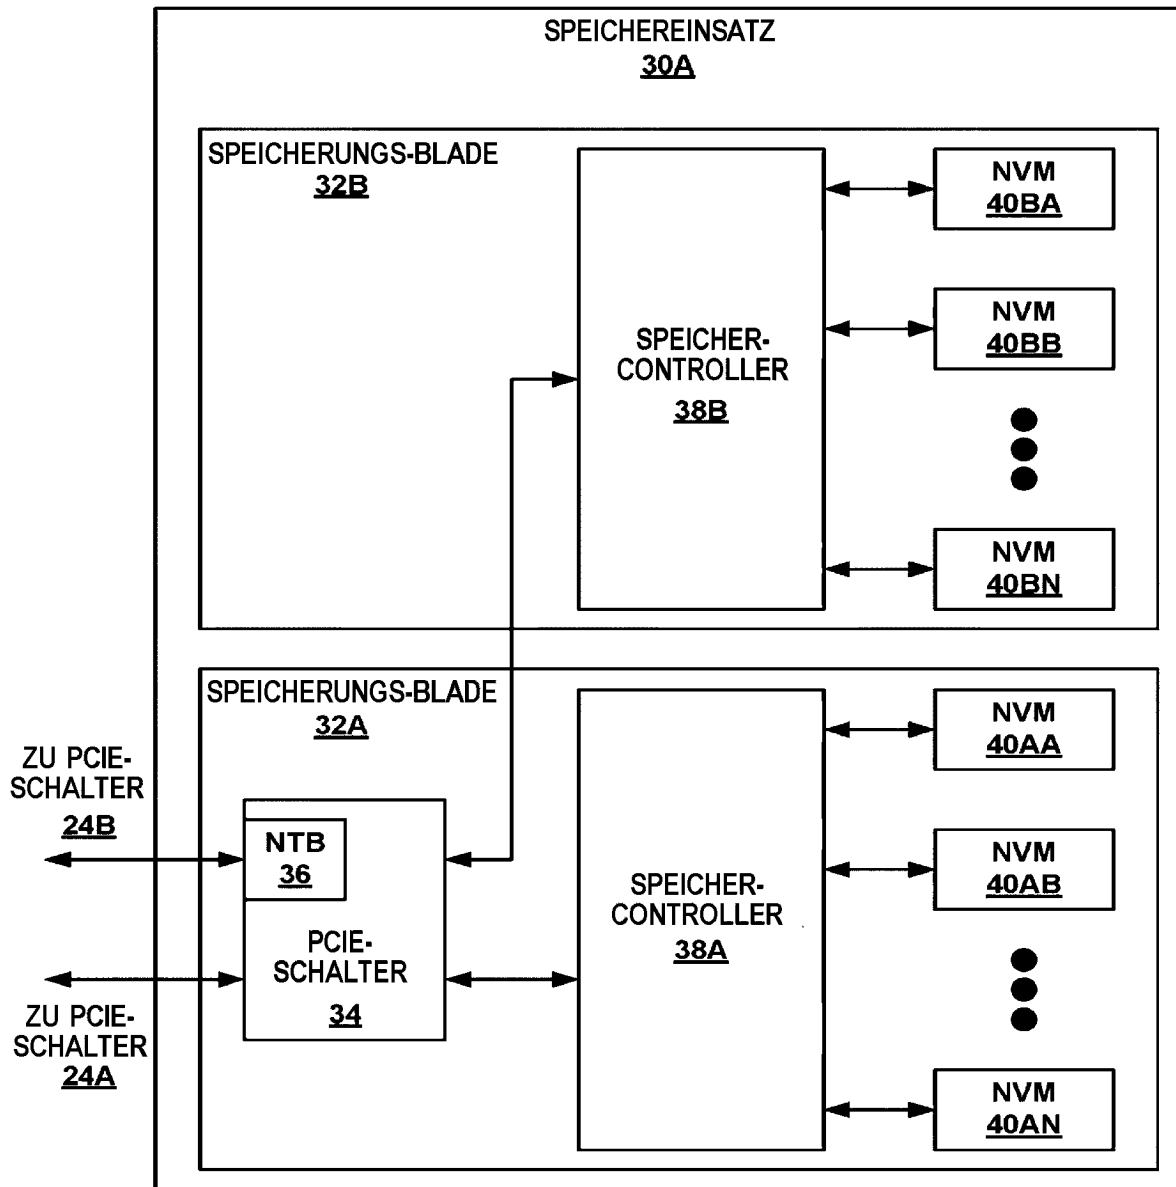 SPEICHEREINSATZ
30A
SPEICHERUNGS-BLADE
32B
SPEICHER-
CONTROLLER
38B
NVM
40BA
NVM
40BB
NVM
40BN
SPEICHERUNGS-BLADE
32A
ZU PCIE-
SCHALTER
24B
NTB
36
PCIE-
SCHALTER
34
ZU PCIE-
SCHALTER
24A
SPEICHER-
CONTROLLER
38A
NVM
40AA
NVM
40AB
NVM
40AN